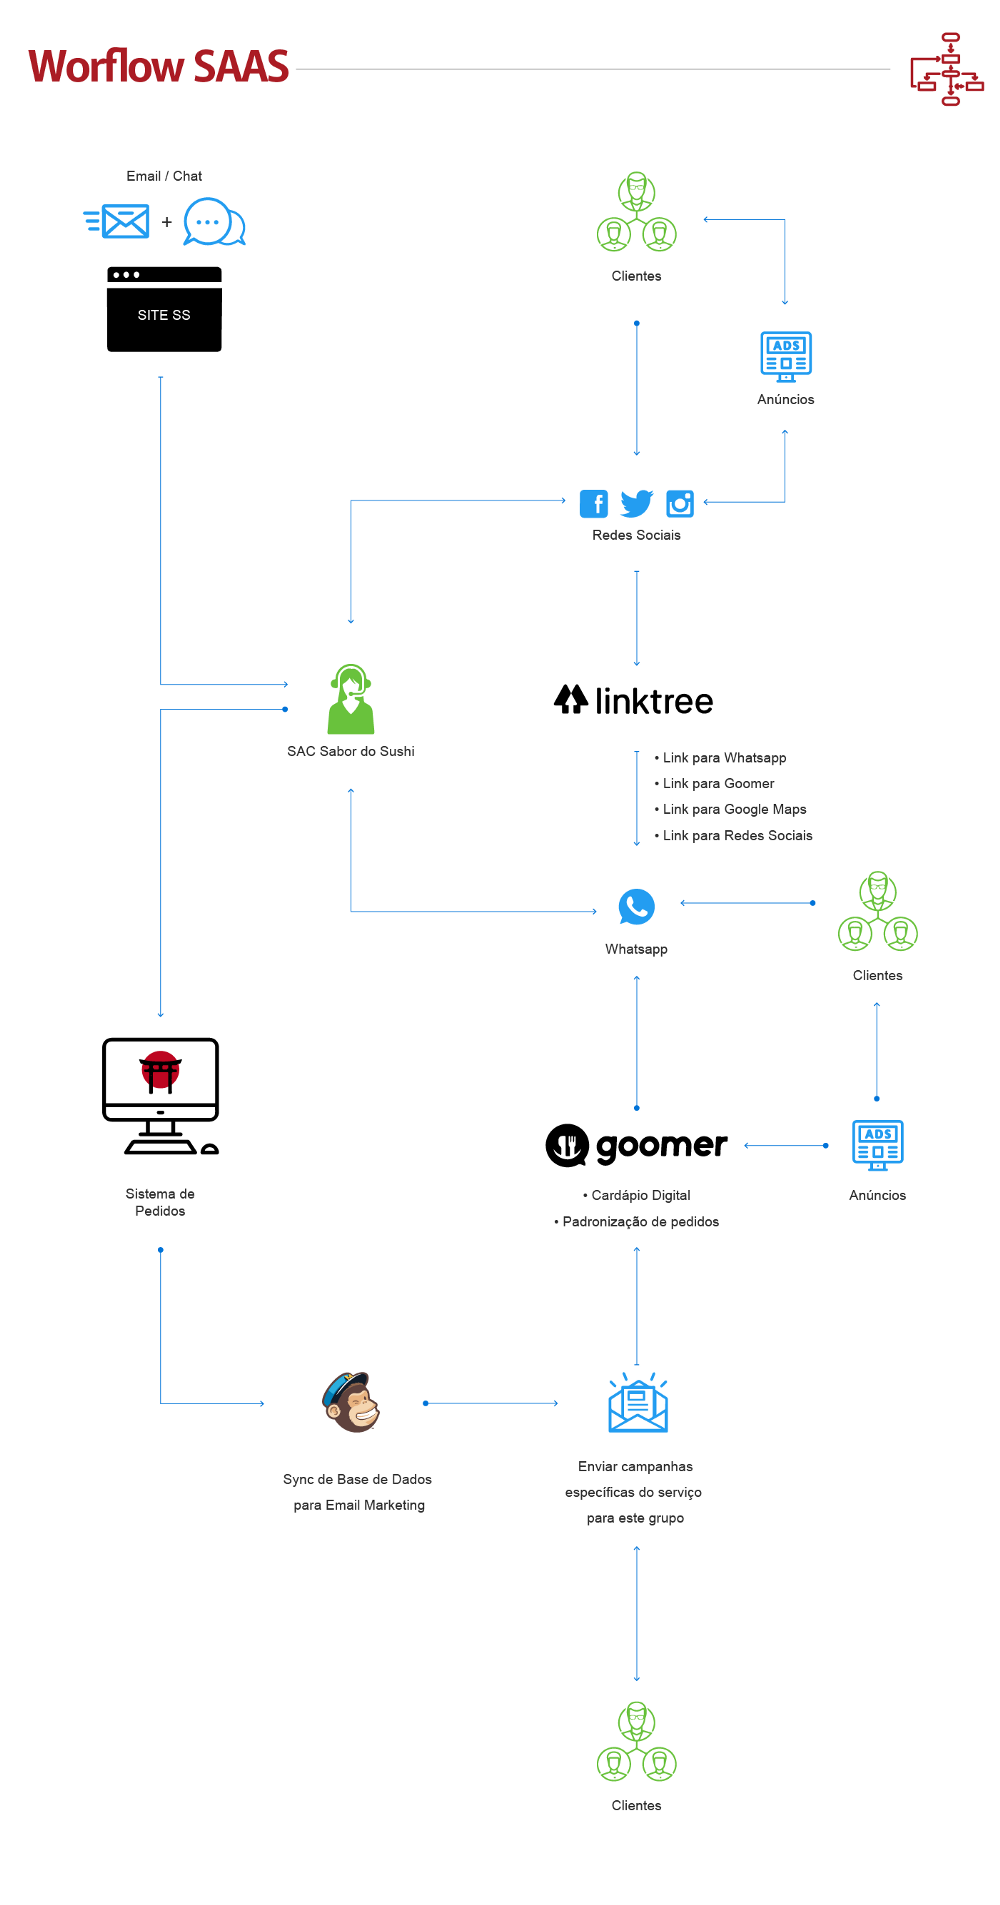 Worflow SAAS
Email / Chat
+
SITE SS
Clientes
ADS
Anúncios
Redes Sociais
linktree
SAC Sabor do Sushi
• Link para Whatsapp
• Link para Goomer
• Link para Google Maps
• Link para Redes Sociais
Whatsapp
Clientes
goomer
ADS
• Cardápio Digital
• Padronização de pedidos
Anúncios
Sistema de
Pedidos
Sync de Base de Dados
para Email Marketing
Enviar campanhas
específicas do serviço
para este grupo
Clientes